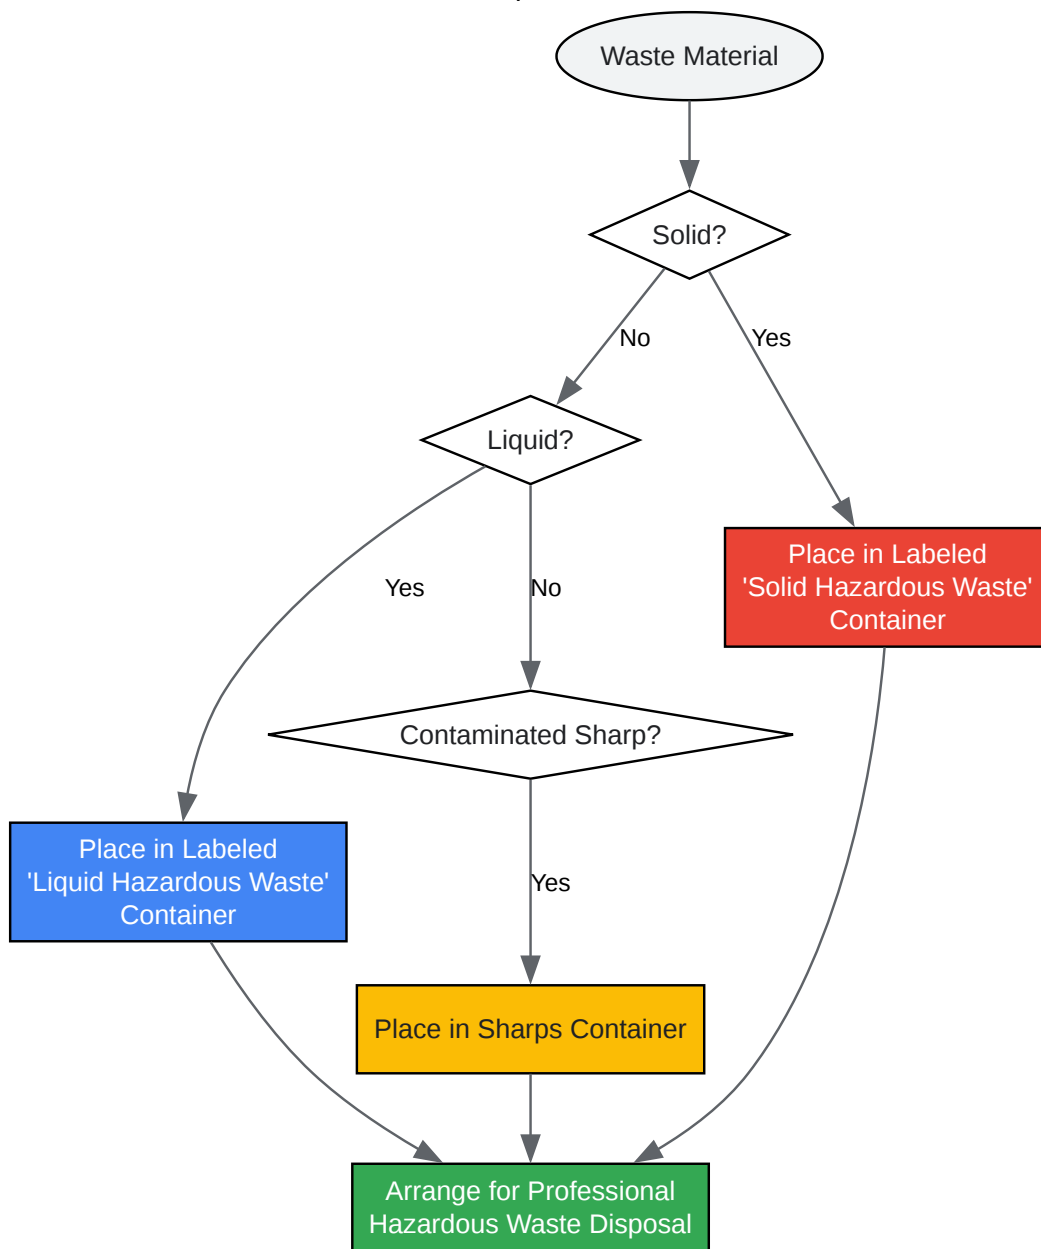 Waste Material
Solid?
No
Yes
Liquid?
Place in Labeled
'Solid Hazardous Waste'
Container
Yes
No
Contaminated Sharp?
Place in Labeled
'Liquid Hazardous Waste'
Container
Yes
Place in Sharps Container
Arrange for Professional
Hazardous Waste Disposal